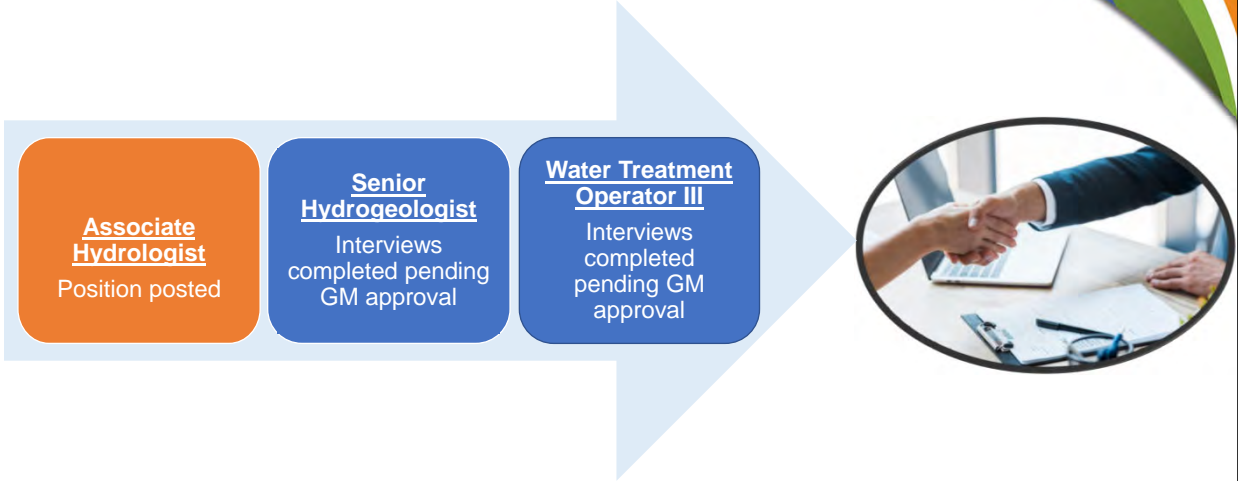 Associate
Hydrologist
Position posted
Senior
Hydrogeologist
Interviews
completed pending
GM approval
Water Treatment
Operator III
Interviews
completed
pending GM
approval